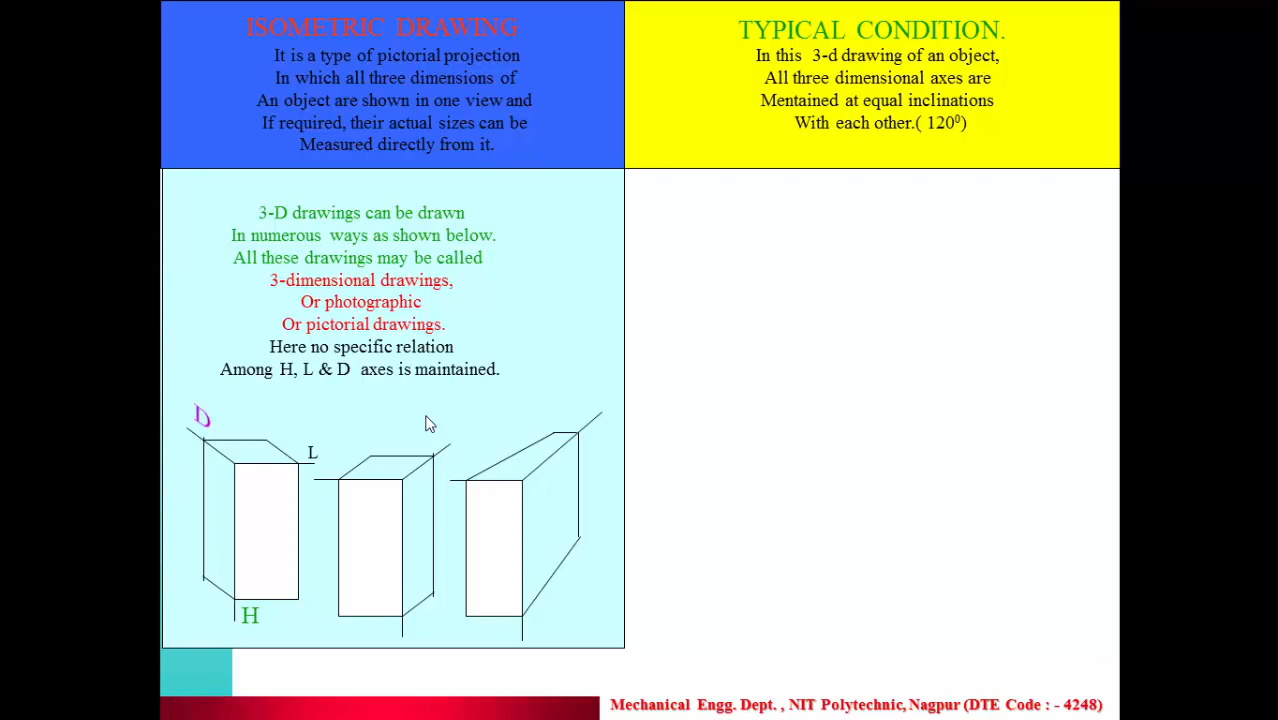 ISOMETRIC DRAWING
It is a type of pictorial projection
In which all three dimensions of
An object are shown in one view and
If required, their actual sizes can be
Measured directly from it.
TYPICAL CONDITION.
In this 3-d drawing of an object,
All three dimensional axes are
Mentained at equal inclinations
With each other.( 120⁰)
3-D drawings can be drawn
In numerous ways as shown below.
All these drawings may be called
3-dimensional drawings,
Or photographic
Or pictorial drawings.
Here no specific relation
Among H, L & D axes is maintained.
D
L
H
Mechanical Engg. Dept. , NIT Polytechnic, Nagpur (DTE Code : - 4248)